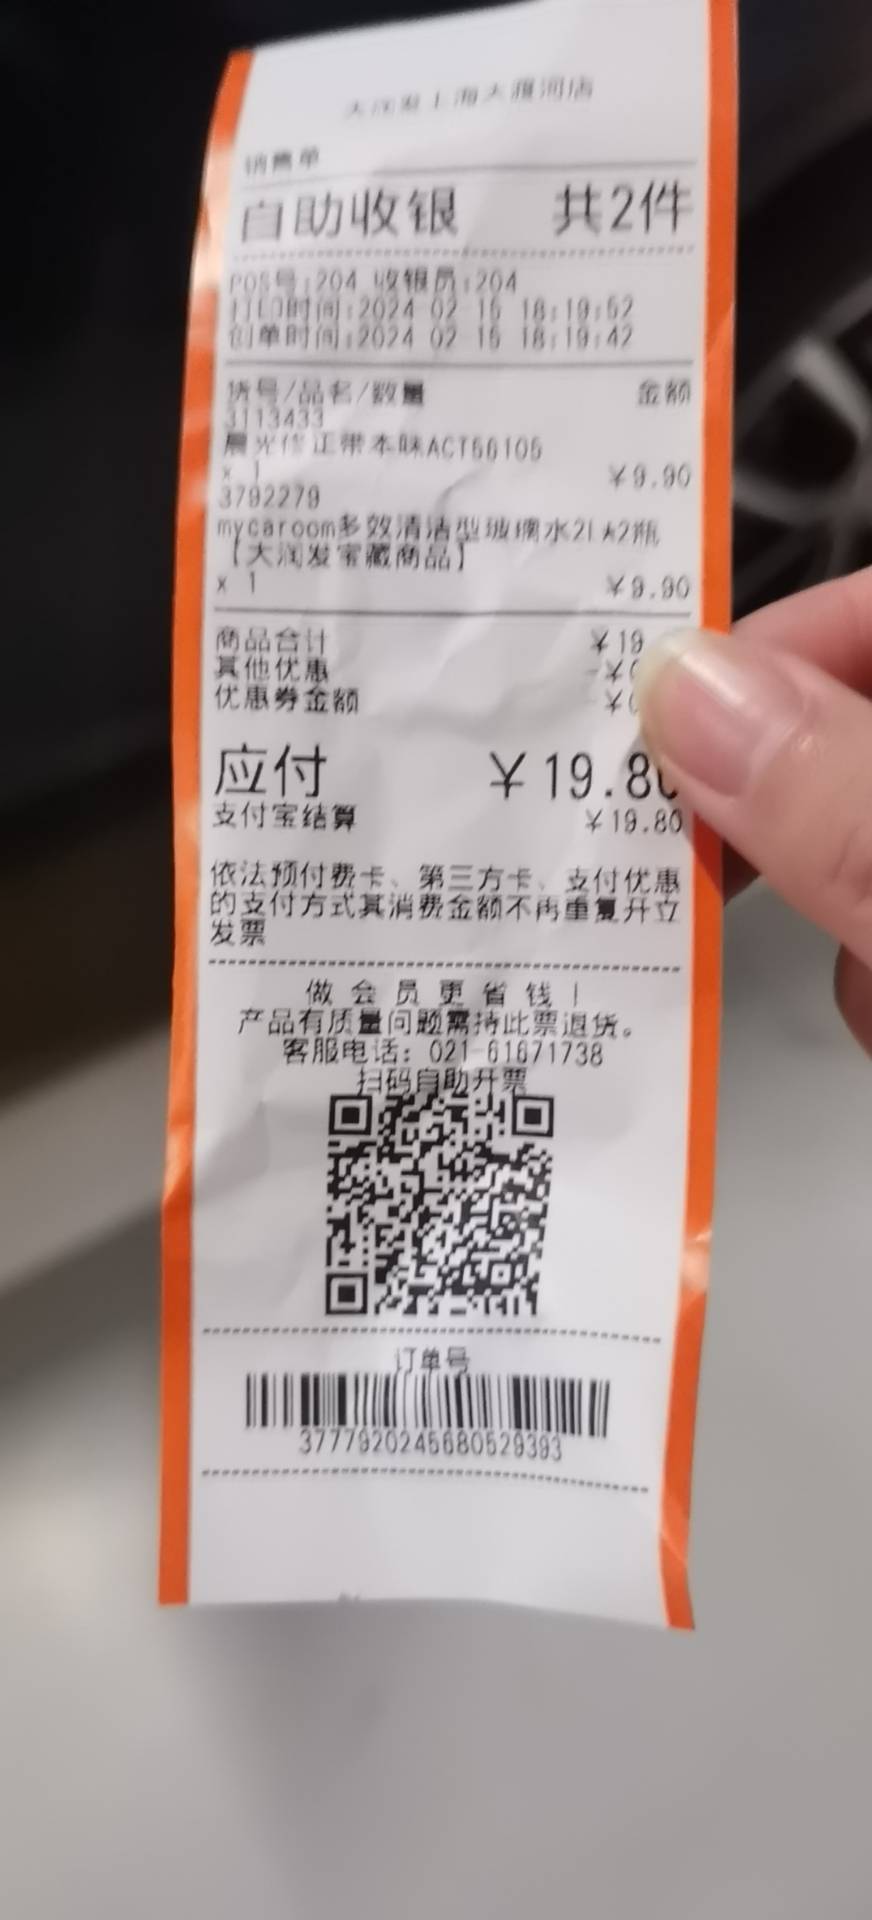 大润发上海大渡河店
销售单
自助收银 共2件
POS号:204 收银员:204
打印时间:2024-02-15 18:19:52
创单时间:2024-02-15 18:19:42
货号/品名/数量 金额
3113433
晨光修正带本味ACT56105
x 1 ¥9.90
3792279
mycaroom多效清洁型玻璃水2L*2瓶
【大润发宝藏商品】
x 1 ¥9.90
商品合计 ¥19
其他优惠 -¥0
优惠券金额 ¥0
应付 ¥19.80
支付宝结算 ¥19.80
依法预付费卡、第三方卡、支付优惠
的支付方式其消费金额不再重复开立
发票
做会员更省钱!
产品有质量问题需持此票退货。
客服电话: 021-61671738
扫码自助开票
订单号
3777920245680529393